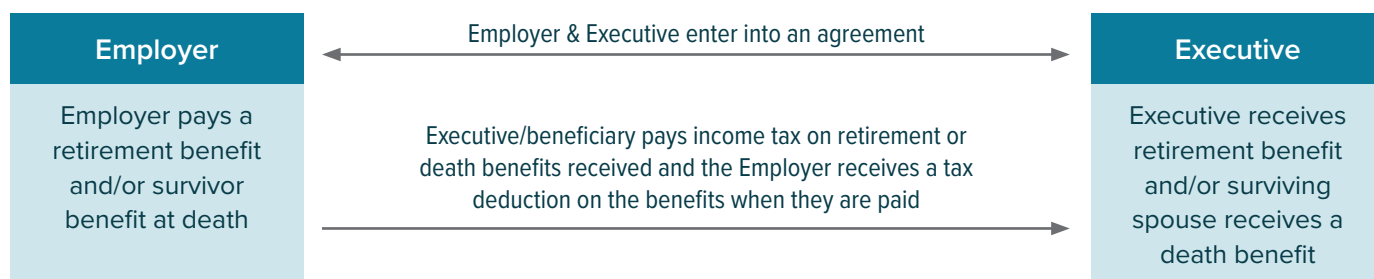 Employer
Employer pays a
retirement benefit
and/or survivor
benefit at death
Employer & Executive enter into an agreement
Executive/beneficiary pays income tax on retirement or
death benefits received and the Employer receives a tax
deduction on the benefits when they are paid
Executive
Executive receives
retirement benefit
and/or surviving
spouse receives a
death benefit